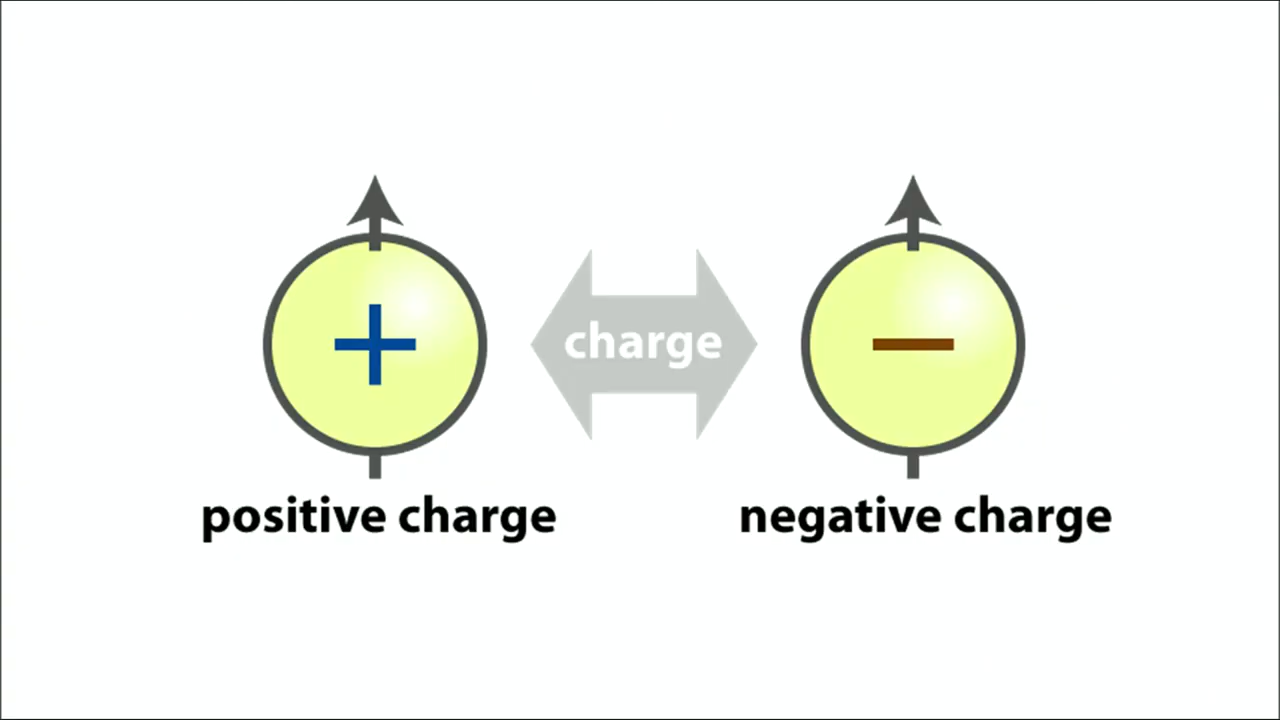 +
charge
−
positive charge
negative charge